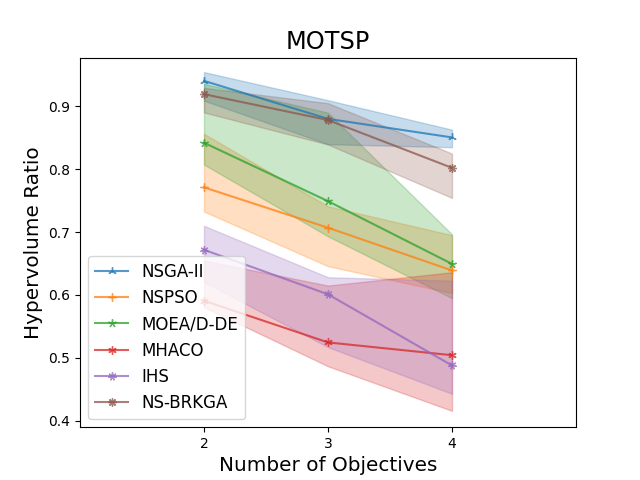 MOTSP
Hypervolume Ratio
0.9
0.8
0.7
0.6
0.5
0.4
NSGA-II
NSPSO
MOEA/D-DE
MHACO
IHS
NS-BRKGA
2 3 4
Number of Objectives